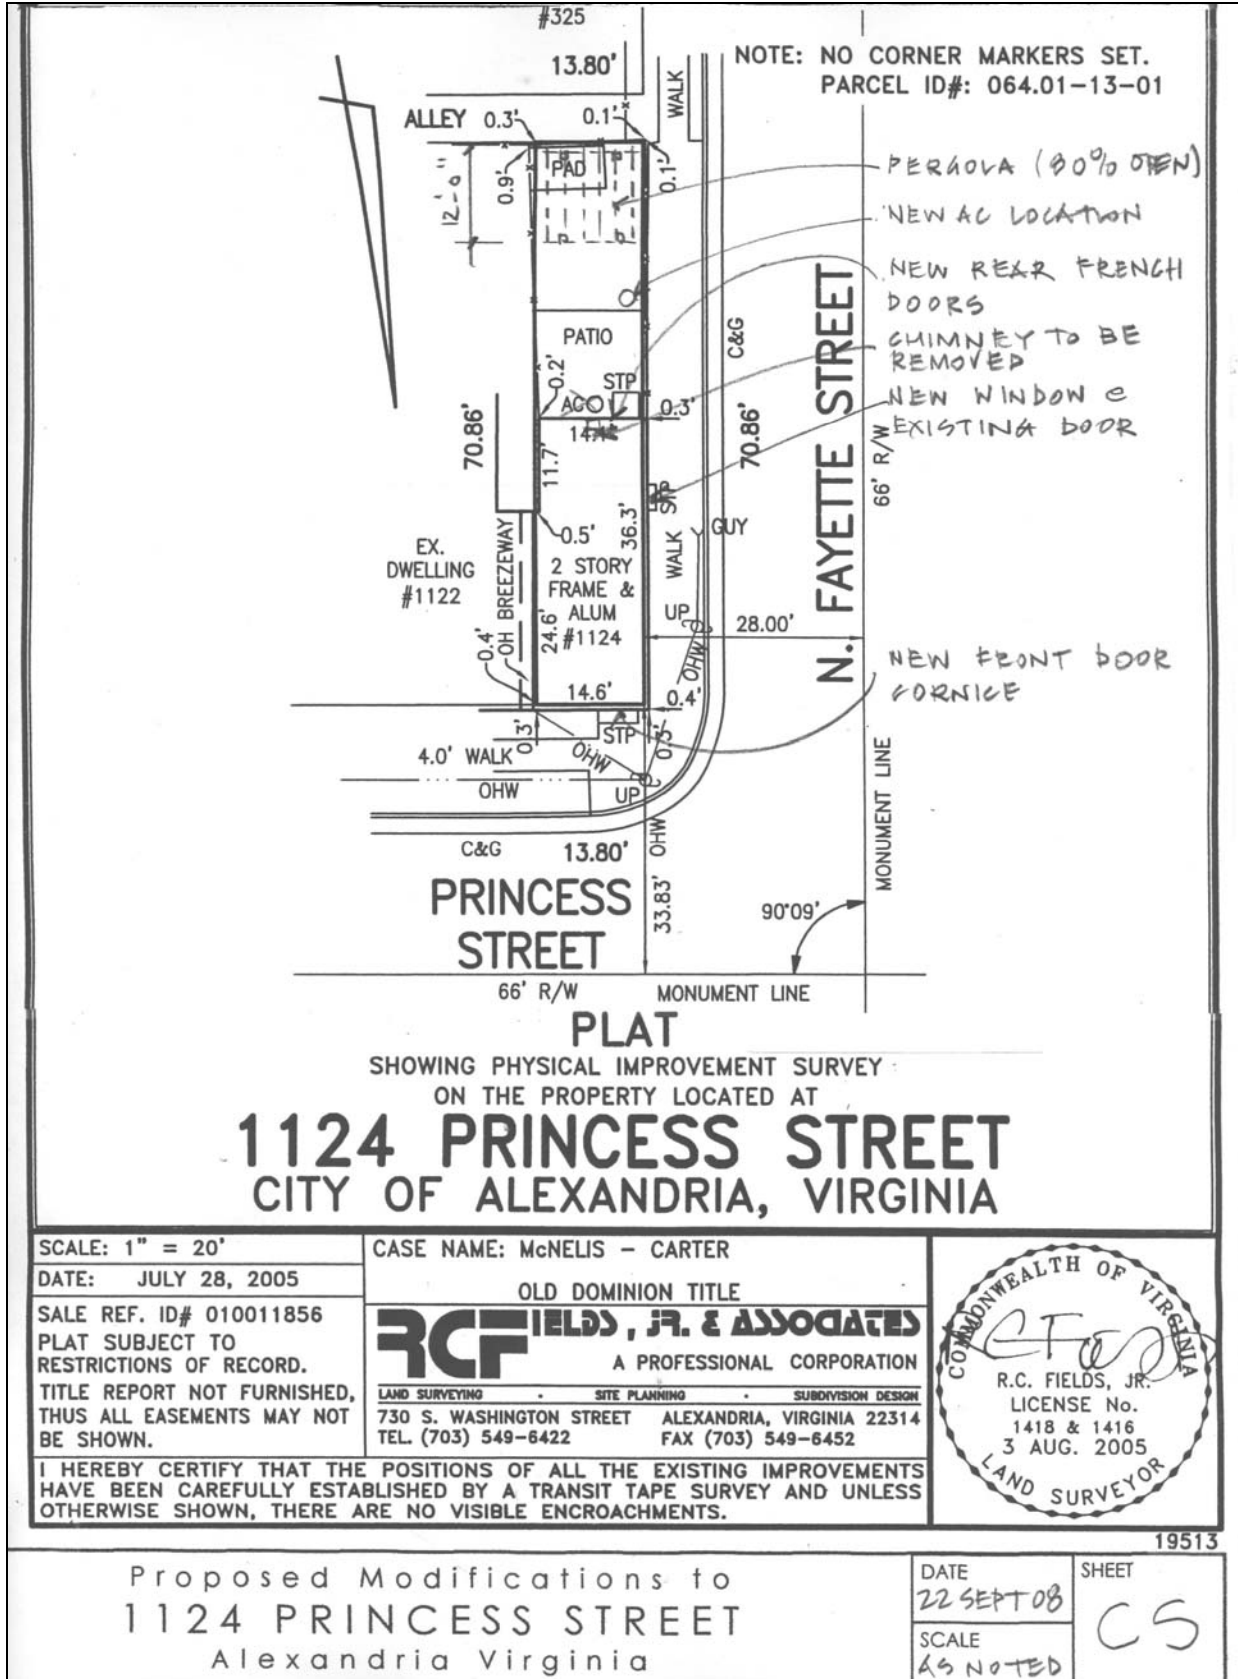 #325
13.80'
NOTE: NO CORNER MARKERS SET.
PARCEL ID#: 064.01-13-01
WALK
ALLEY
0.3'
0.1'
PAD
0.9'
0.1'
12'-0"
PERGOLA (80% OPEN)
NEW AC LOCATION
NEW REAR FRENCH
DOORS
CHIMNEY TO BE
REMOVED
NEW WINDOW @
EXISTING DOOR
PATIO
C&G
0.2'
STP
AC
0.3'
70.86'
11.7'
70.86'
N. FAYETTE STREET
66' R/W
36.3'
0.5'
GUY
WALK
EX.
DWELLING
#1122
OH BREEZEWAY
2 STORY
FRAME &
ALUM
#1124
24.6'
UP
28.00'
OHW
0.4'
14.6'
0.4'
NEW FRONT DOOR
CORNICE
0.3'
STP
0.3'
4.0' WALK
OHW
OHW
UP
OHW
C&G
13.80'
MONUMENT LINE
PRINCESS
STREET
33.83'
90°09'
66' R/W
MONUMENT LINE
PLAT
SHOWING PHYSICAL IMPROVEMENT SURVEY
ON THE PROPERTY LOCATED AT
1124 PRINCESS STREET
CITY OF ALEXANDRIA, VIRGINIA
SCALE: 1" = 20'
DATE: JULY 28, 2005
SALE REF. ID# 010011856
PLAT SUBJECT TO
RESTRICTIONS OF RECORD.
TITLE REPORT NOT FURNISHED,
THUS ALL EASEMENTS MAY NOT
BE SHOWN.
CASE NAME: McNELIS - CARTER
OLD DOMINION TITLE
RCFIELDS, JR. & ASSOCIATES
A PROFESSIONAL CORPORATION
LAND SURVEYING · SITE PLANNING · SUBDIVISION DESIGN
730 S. WASHINGTON STREET ALEXANDRIA, VIRGINIA 22314
TEL. (703) 549-6422 FAX (703) 549-6452
I HEREBY CERTIFY THAT THE POSITIONS OF ALL THE EXISTING IMPROVEMENTS
HAVE BEEN CAREFULLY ESTABLISHED BY A TRANSIT TAPE SURVEY AND UNLESS
OTHERWISE SHOWN, THERE ARE NO VISIBLE ENCROACHMENTS.
COMMONWEALTH OF VIRGINIA
R.C. FIELDS, JR.
LICENSE No.
1418 & 1416
3 AUG. 2005
LAND SURVEYOR
19513
Proposed Modifications to
1124 PRINCESS STREET
Alexandria Virginia
DATE
22 SEPT 08
SCALE
AS NOTED
SHEET
CS